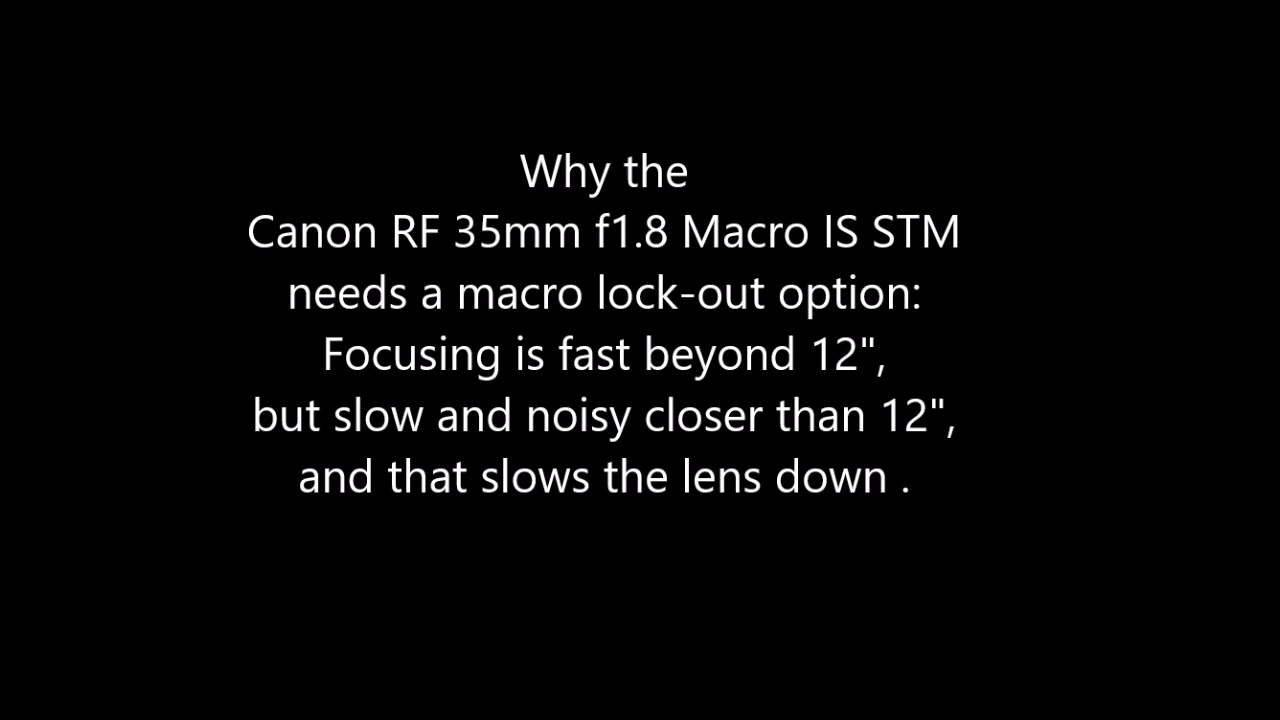 Why the
Canon RF 35mm f1.8 Macro IS STM
needs a macro lock-out option:
Focusing is fast beyond 12",
but slow and noisy closer than 12",
and that slows the lens down .